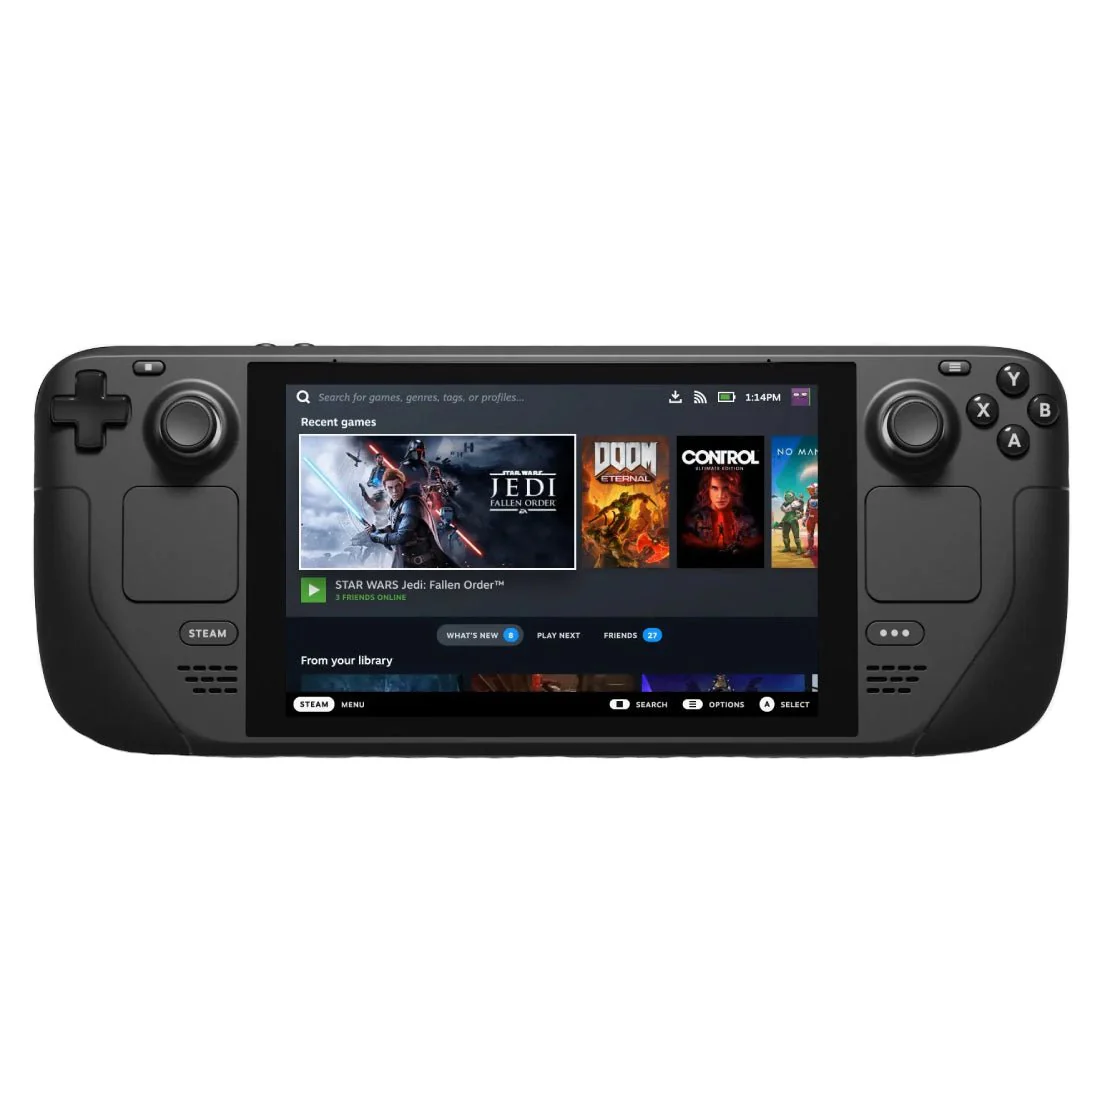 Search for games, genres, tags, or profiles...
1:14PM
Recent games
STAR WARS
JEDI
FALLEN ORDER
EA
DOOM
ETERNAL
CONTROL
ULTIMATE EDITION
NO MAN
STAR WARS Jedi: Fallen Order™
3 FRIENDS ONLINE
WHAT'S NEW 8 PLAY NEXT FRIENDS 27
From your library
STEAM MENU SEARCH OPTIONS A SELECT
STEAM
Y
X
B
A